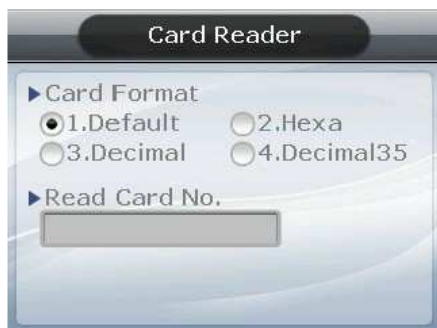 Card Reader
Card Format
1.Default 2.Hexa
3.Decimal 4.Decimal35
Read Card No.